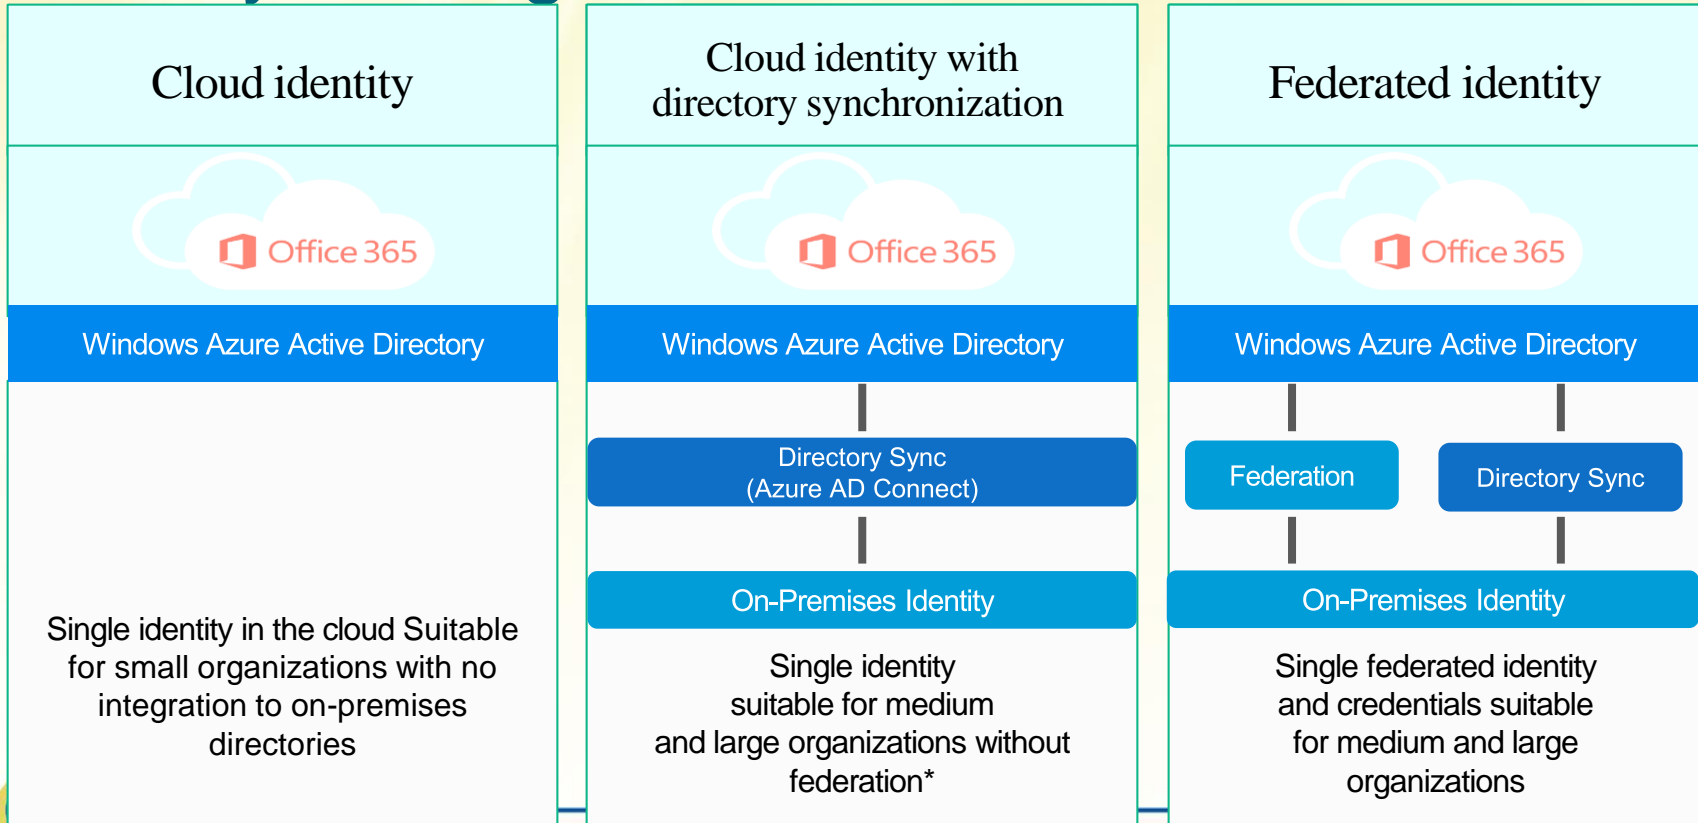 Cloud identity
Office 365
Windows Azure Active Directory
Single identity in the cloud Suitable
for small organizations with no
integration to on-premises
directories
Cloud identity with
directory synchronization
Office 365
Windows Azure Active Directory
Directory Sync
(Azure AD Connect)
On-Premises Identity
Single identity
suitable for medium
and large organizations without
federation*
Federated identity
Office 365
Windows Azure Active Directory
Federation
Directory Sync
On-Premises Identity
Single federated identity
and credentials suitable
for medium and large
organizations